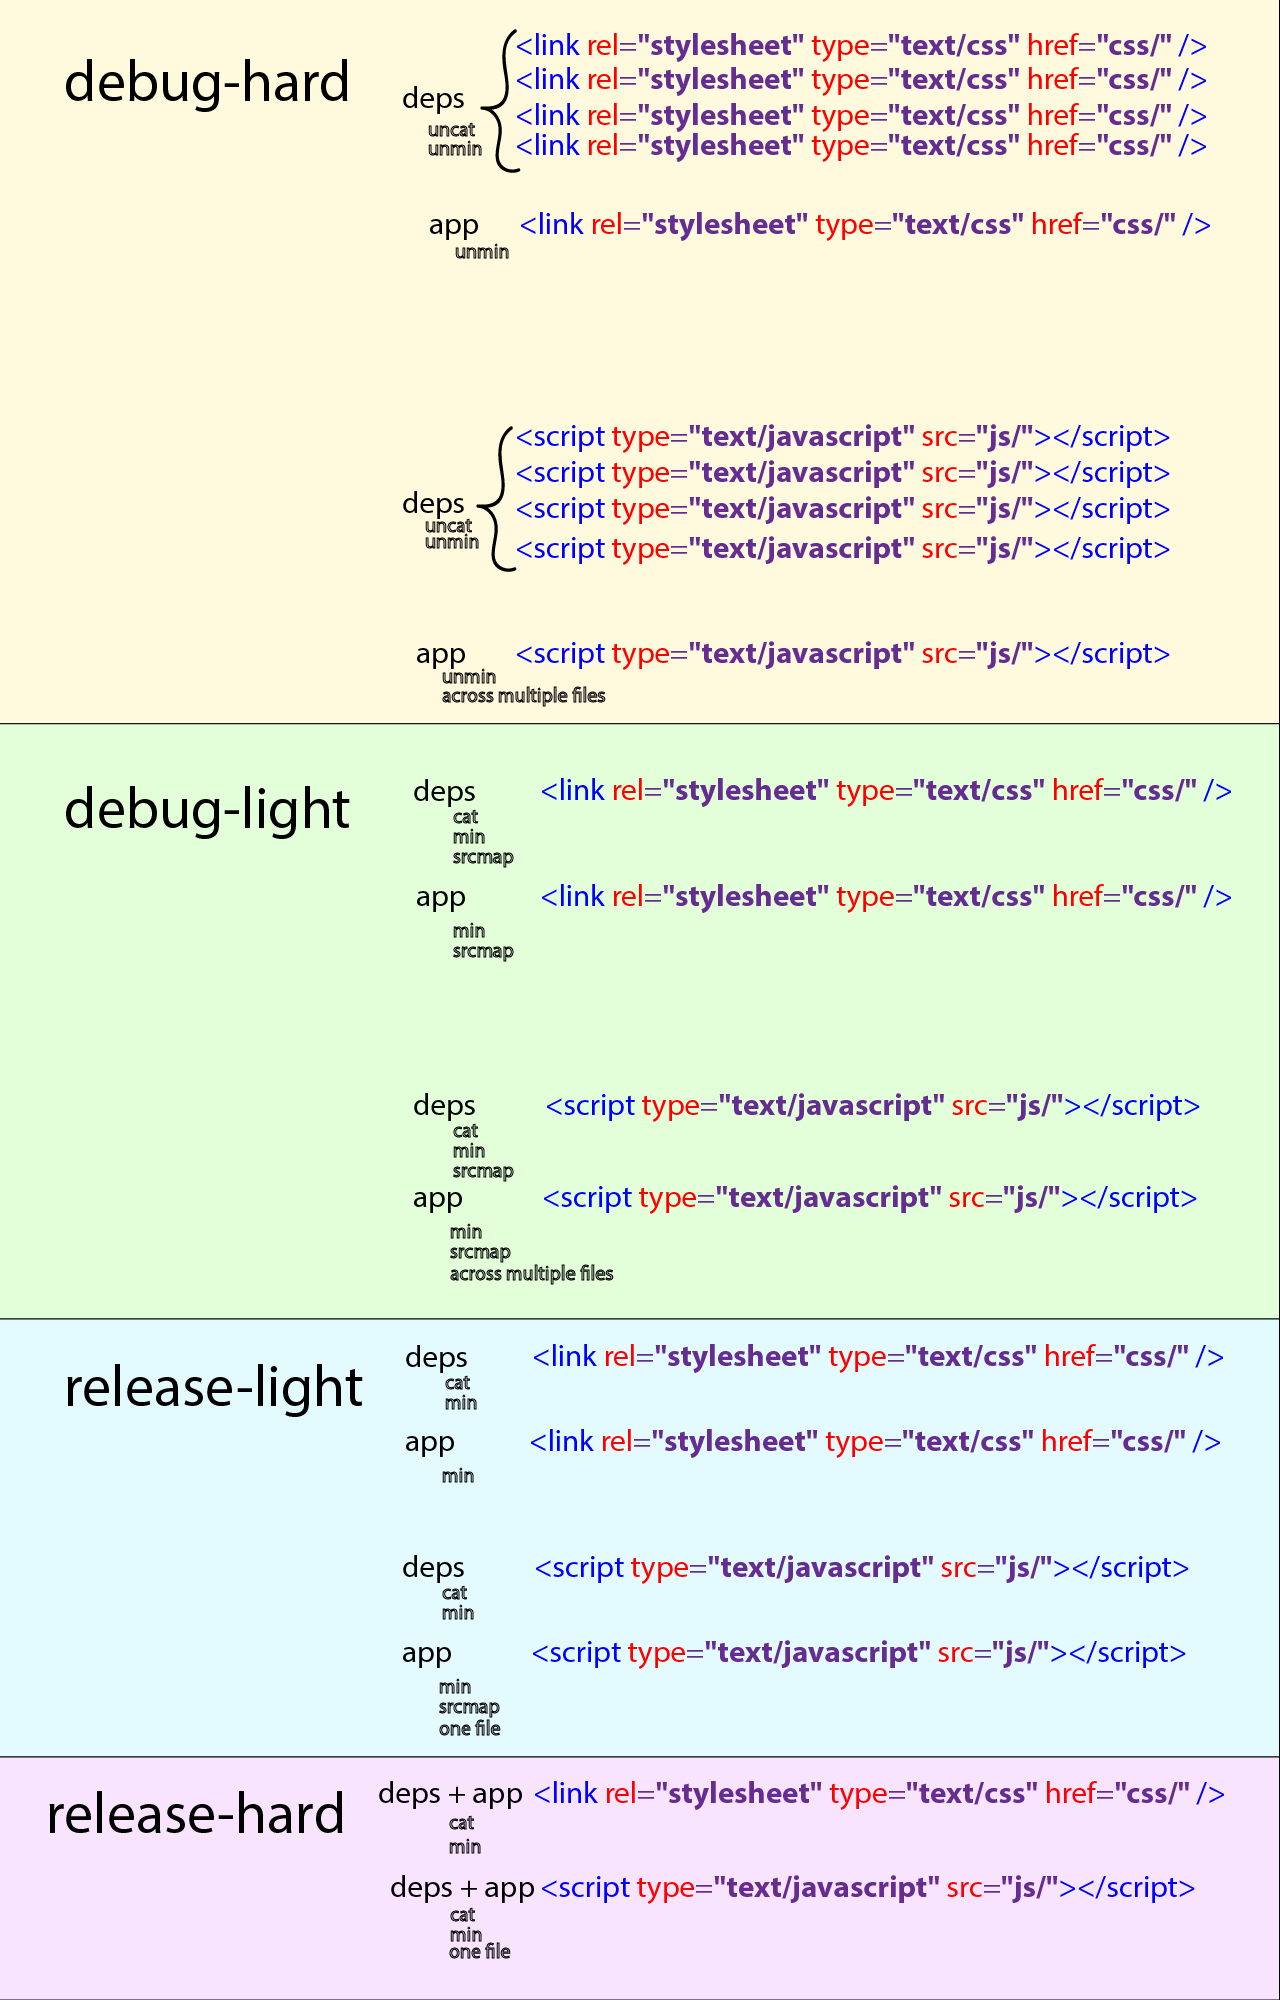 debug-hard
deps
uncat
unmin
<link rel="stylesheet" type="text/css" href="css/" />
<link rel="stylesheet" type="text/css" href="css/" />
<link rel="stylesheet" type="text/css" href="css/" />
<link rel="stylesheet" type="text/css" href="css/" />
app <link rel="stylesheet" type="text/css" href="css/" />
unmin
deps
uncat
unmin
<script type="text/javascript" src="js/"></script>
<script type="text/javascript" src="js/"></script>
<script type="text/javascript" src="js/"></script>
<script type="text/javascript" src="js/"></script>
app <script type="text/javascript" src="js/"></script>
unmin
across multiple files
debug-light
deps <link rel="stylesheet" type="text/css" href="css/" />
cat
min
srcmap
app <link rel="stylesheet" type="text/css" href="css/" />
min
srcmap
deps <script type="text/javascript" src="js/"></script>
cat
min
srcmap
app <script type="text/javascript" src="js/"></script>
min
srcmap
across multiple files
release-light
deps <link rel="stylesheet" type="text/css" href="css/" />
cat
min
app <link rel="stylesheet" type="text/css" href="css/" />
min
deps <script type="text/javascript" src="js/"></script>
cat
min
app <script type="text/javascript" src="js/"></script>
min
srcmap
one file
release-hard
deps + app <link rel="stylesheet" type="text/css" href="css/" />
cat
min
deps + app <script type="text/javascript" src="js/"></script>
cat
min
one file